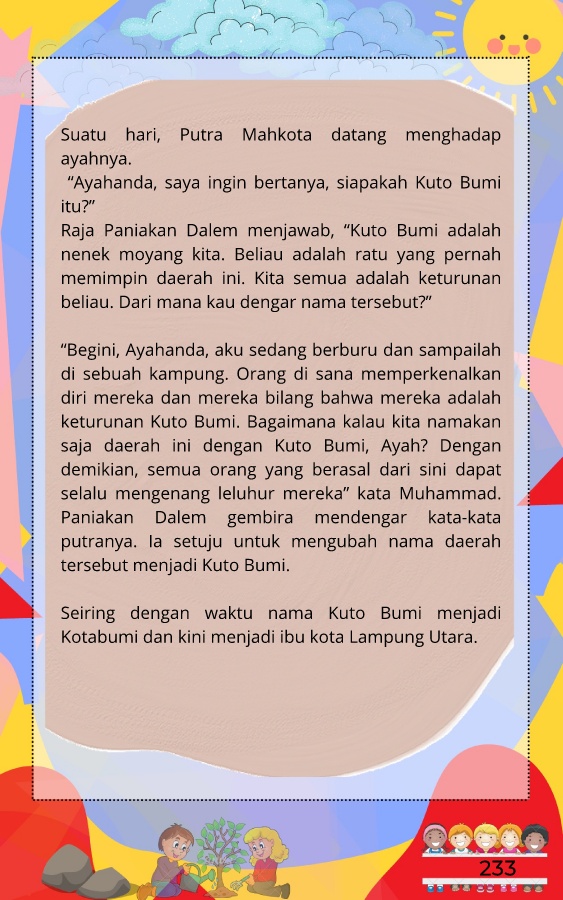 Suatu hari, Putra Mahkota datang menghadap
ayahnya.
“Ayahanda, saya ingin bertanya, siapakah Kuto Bumi
itu?”
Raja Paniakan Dalem menjawab, “Kuto Bumi adalah
nenek moyang kita. Beliau adalah ratu yang pernah
memimpin daerah ini. Kita semua adalah keturunan
beliau. Dari mana kau dengar nama tersebut?”
“Begini, Ayahanda, aku sedang berburu dan sampailah
di sebuah kampung. Orang di sana memperkenalkan
diri mereka dan mereka bilang bahwa mereka adalah
keturunan Kuto Bumi. Bagaimana kalau kita namakan
saja daerah ini dengan Kuto Bumi, Ayah? Dengan
demikian, semua orang yang berasal dari sini dapat
selalu mengenang leluhur mereka” kata Muhammad.
Paniakan Dalem gembira mendengar kata-kata
putranya. Ia setuju untuk mengubah nama daerah
tersebut menjadi Kuto Bumi.
Seiring dengan waktu nama Kuto Bumi menjadi
Kotabumi dan kini menjadi ibu kota Lampung Utara.
233